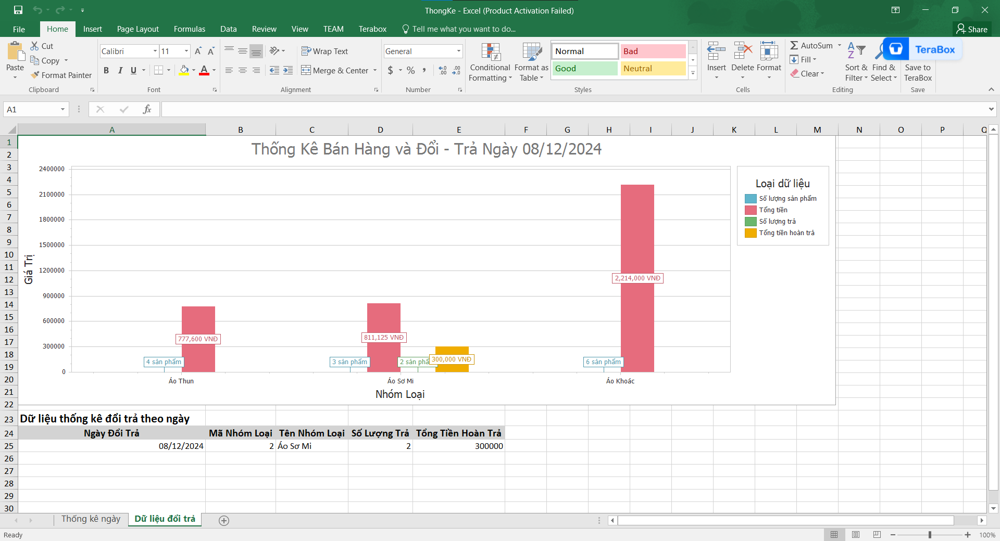 ThongKe - Excel (Product Activation Failed)
File Home Insert Page Layout Formulas Data Review View TEAM Terabox Tell me what you want to do... Share
Paste
Cut
Copy
Format Painter
Clipboard
Calibri 11
B I U
Font
Wrap Text
Merge & Center
Alignment
General
$ % ,
Number
Conditional Formatting
Format as Table
Normal Bad
Good Neutral
Styles
Insert Delete Format
Cells
AutoSum
Fill
Clear
Sort & Filter
Find & Select
Editing
TeraBox
Save to TeraBox
Save
A1 fx
A B C D E F G H I J K L M N O P Q
1
2
3
4
5
6
7
8
9
10
11
12
13
14
15
16
17
18
19
20
21
22
Thống Kê Bán Hàng và Đổi - Trả Ngày 08/12/2024
Giá Trị
2400000
2100000
1800000
1500000
1200000
900000
600000
300000
0
2,214,000 VNĐ
777,600 VNĐ
811,125 VNĐ
4 sản phẩm
3 sản phẩm
2 sản phẩ
300,000 VNĐ
6 sản phẩm
Áo Thun Áo Sơ Mi Áo Khoác
Nhóm Loại
Loại dữ liệu
Số lượng sản phẩm
Tổng tiền
Số lượng trả
Tổng tiền hoàn trả
23 Dữ liệu thống kê đổi trả theo ngày
24 Ngày Đổi Trả Mã Nhóm Loại Tên Nhóm Loại Số Lượng Trả Tổng Tiền Hoàn Trả
25 08/12/2024 2 Áo Sơ Mi 2 300000
26
27
28
29
30
Thống kê ngày Dữ liệu đổi trả
Ready 100%